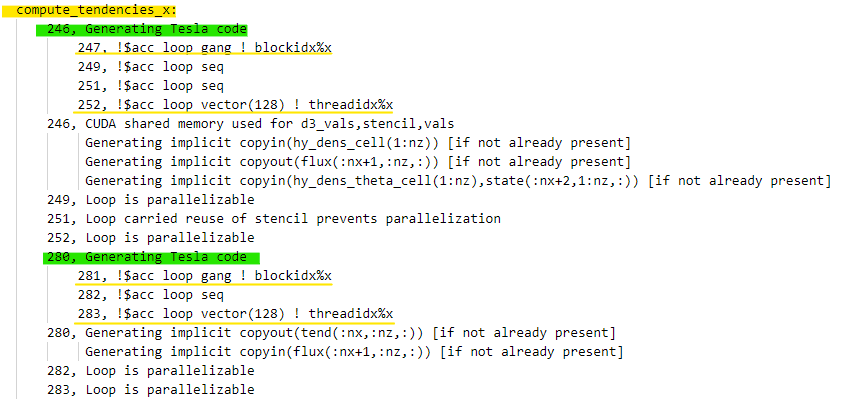 compute_tendencies_x:
246, Generating Tesla code
247, !$acc loop gang ! blockidx%x
249, !$acc loop seq
251, !$acc loop seq
252, !$acc loop vector(128) ! threadidx%x
246, CUDA shared memory used for d3_vals,stencil,vals
Generating implicit copyin(hy_dens_cell(1:nz)) [if not already present]
Generating implicit copyout(flux(:nx+1,:nz,:)) [if not already present]
Generating implicit copyin(hy_dens_theta_cell(1:nz),state(:nx+2,1:nz,:)) [if not already present]
249, Loop is parallelizable
251, Loop carried reuse of stencil prevents parallelization
252, Loop is parallelizable
280, Generating Tesla code
281, !$acc loop gang ! blockidx%x
282, !$acc loop seq
283, !$acc loop vector(128) ! threadidx%x
280, Generating implicit copyout(tend(:nx,:nz,:)) [if not already present]
Generating implicit copyin(flux(:nx+1,:nz,:)) [if not already present]
282, Loop is parallelizable
283, Loop is parallelizable